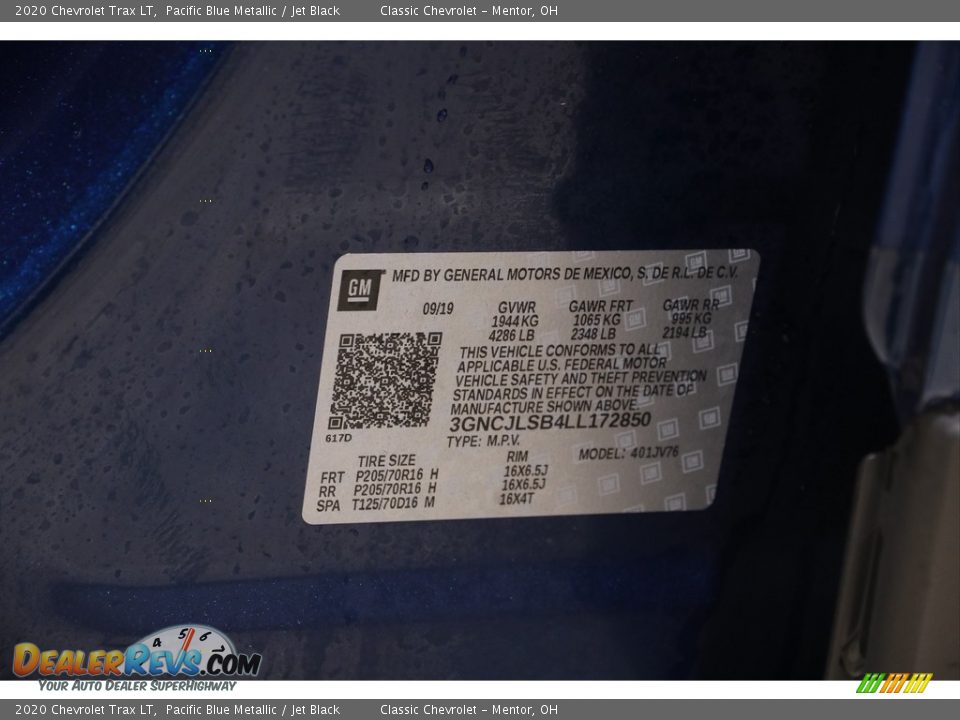 2020 Chevrolet Trax LT,  Pacific Blue Metallic / Jet Black    Classic Chevrolet – Mentor, OH
GM MFD BY GENERAL MOTORS DE MEXICO, S. DE R.L. DE C.V.
09/19 GVWR GAWR FRT GAWR RR
1944 KG 1065 KG 995 KG
4286 LB 2348 LB 2194 LB
THIS VEHICLE CONFORMS TO ALL
APPLICABLE U.S. FEDERAL MOTOR
VEHICLE SAFETY AND THEFT PREVENTION
STANDARDS IN EFFECT ON THE DATE OF
MANUFACTURE SHOWN ABOVE.
3GNCJLSB4LL172850
617D
TYPE: M.P.V. MODEL: 401JV76
TIRE SIZE RIM
FRT P205/70R16 H 16X6.5J
RR P205/70R16 H 16X6.5J
SPA T125/70D16 M 16X4T
4 5 6
DealerRevs.com
Your Auto Dealer SuperHighway
2020 Chevrolet Trax LT,  Pacific Blue Metallic / Jet Black    Classic Chevrolet – Mentor, OH